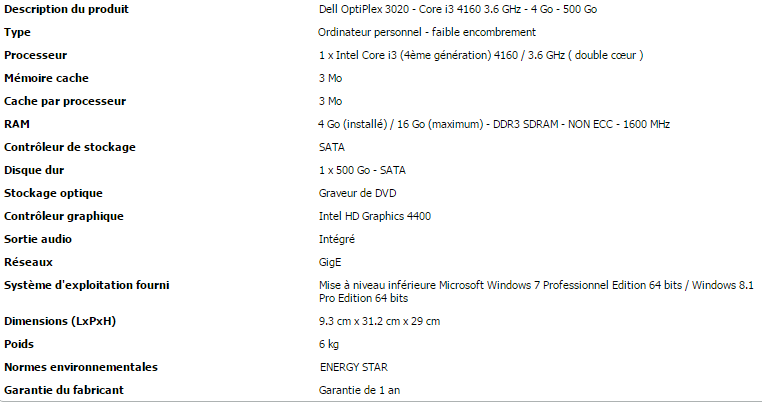 Description du produit Dell OptiPlex 3020 - Core i3 4160 3.6 GHz - 4 Go - 500 Go
Type Ordinateur personnel - faible encombrement
Processeur 1 x Intel Core i3 (4ème génération) 4160 / 3.6 GHz ( double cœur )
Mémoire cache 3 Mo
Cache par processeur 3 Mo
RAM 4 Go (installé) / 16 Go (maximum) - DDR3 SDRAM - NON ECC - 1600 MHz
Contrôleur de stockage SATA
Disque dur 1 x 500 Go - SATA
Stockage optique Graveur de DVD
Contrôleur graphique Intel HD Graphics 4400
Sortie audio Intégré
Réseaux GigE
Système d'exploitation fourni Mise à niveau inférieure Microsoft Windows 7 Professionnel Edition 64 bits / Windows 8.1
Pro Edition 64 bits
Dimensions (LxPxH) 9.3 cm x 31.2 cm x 29 cm
Poids 6 kg
Normes environnementales ENERGY STAR
Garantie du fabricant Garantie de 1 an